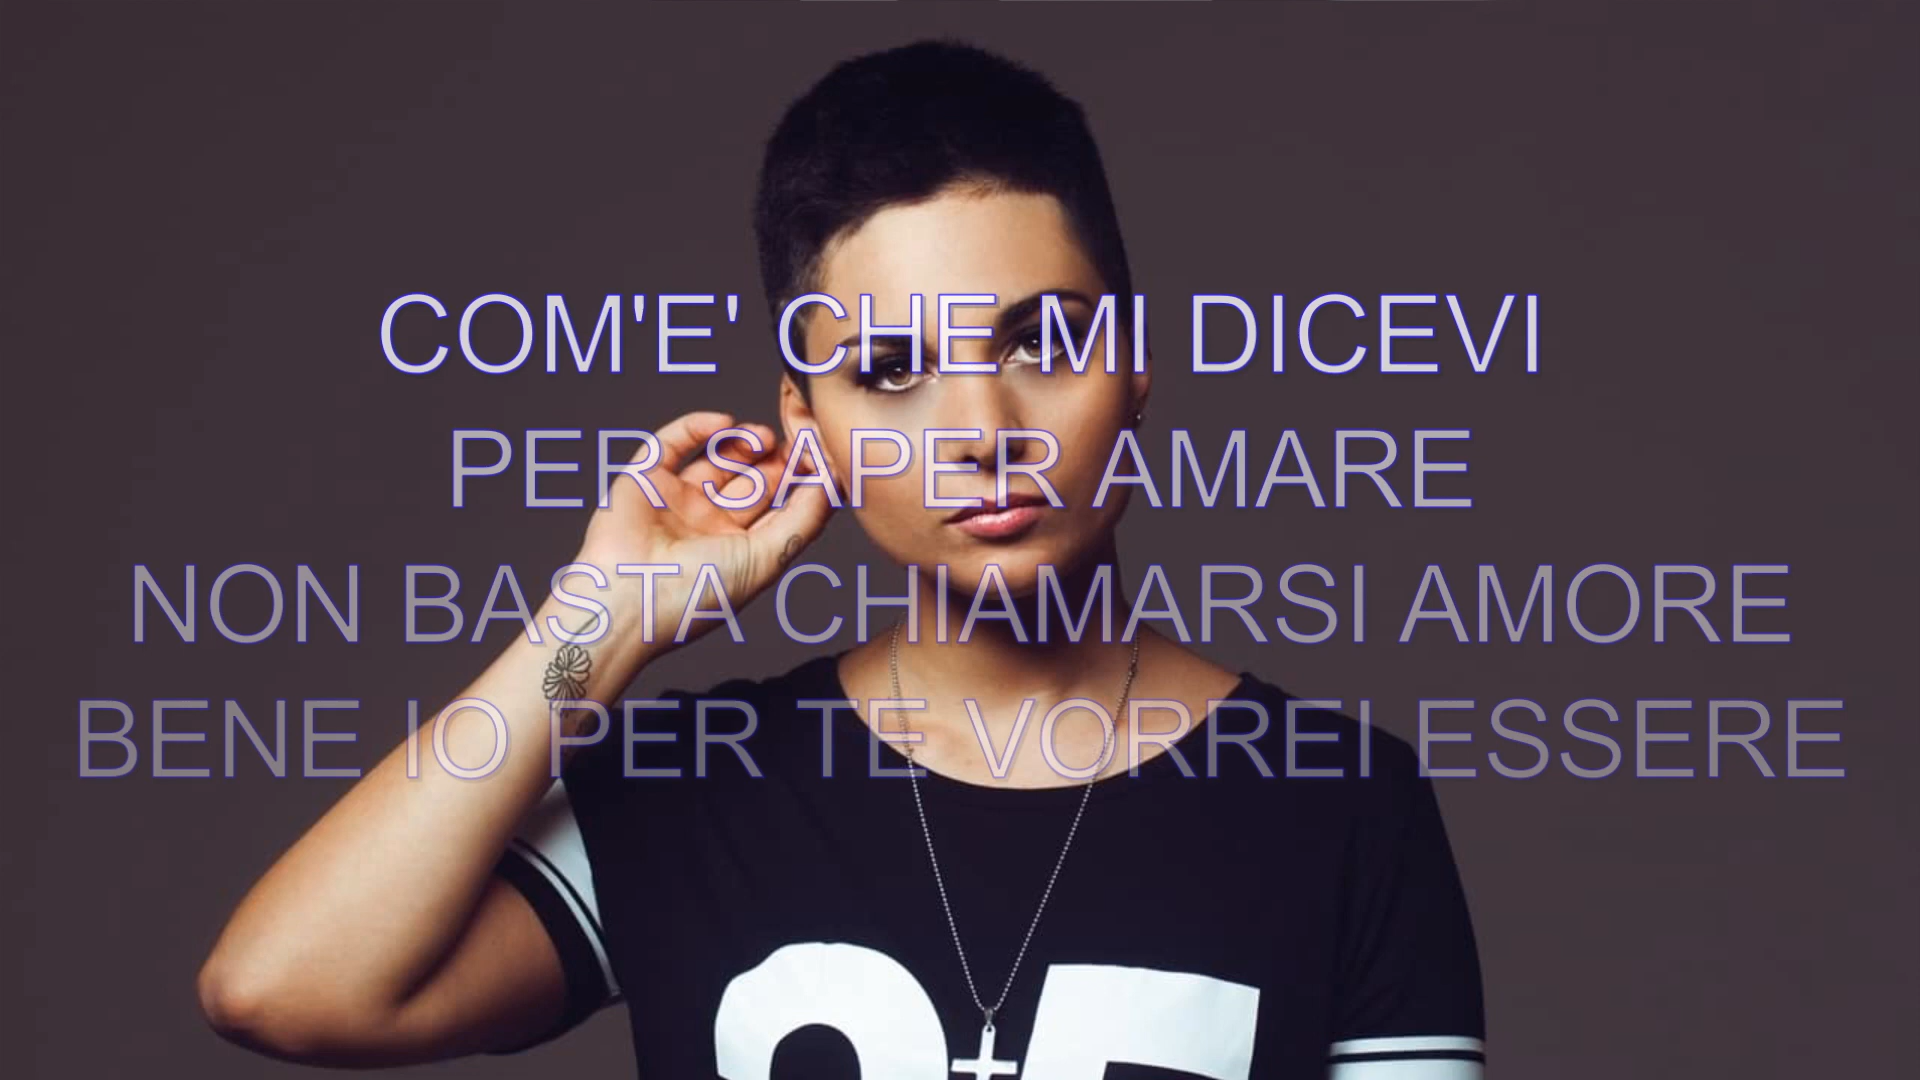 COM'E' CHE MI DICEVI
PER SAPER AMARE
NON BASTA CHIAMARSI AMORE
BENE IO PER TE VORREI ESSERE